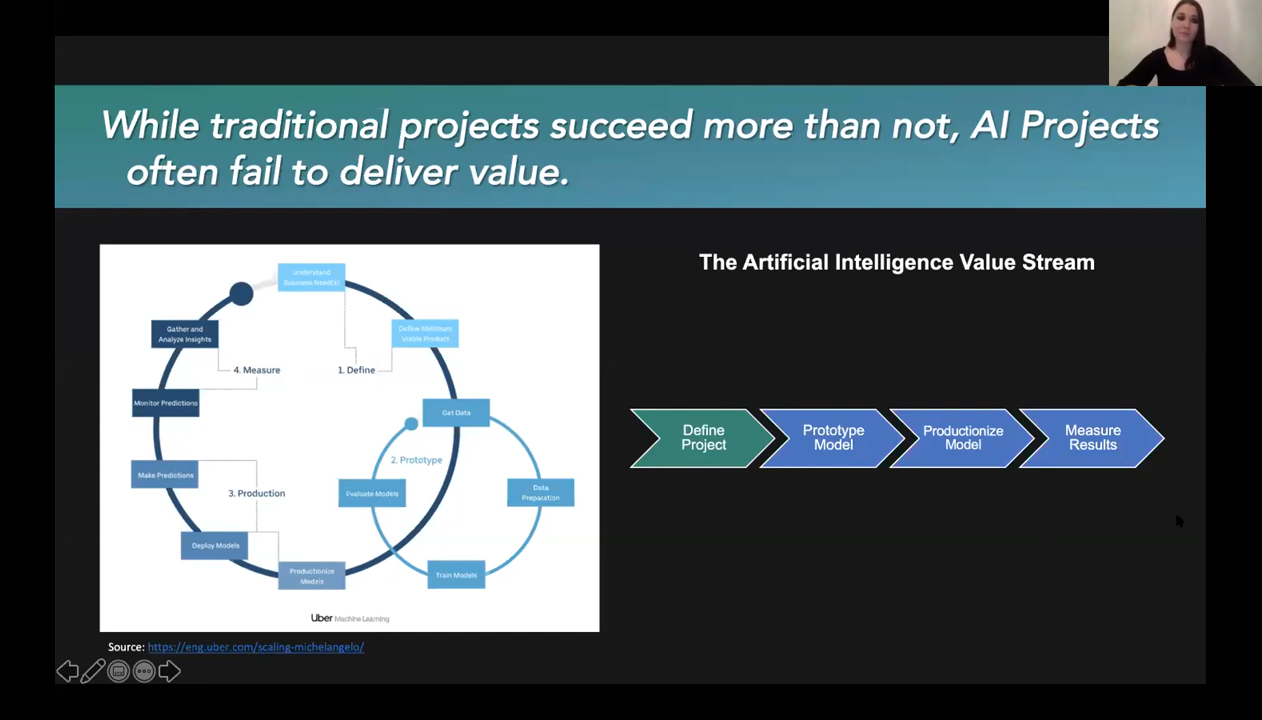 While traditional projects succeed more than not, AI Projects
often fail to deliver value.
The Artificial Intelligence Value Stream
Understand
Business Need(s)
Define Minimum
Viable Product
1. Define
Get Data
2. Prototype
Data
Preparation
Train Models
Evaluate Models
Productionize
Models
Deploy Models
3. Production
Make Predictions
Monitor Predictions
4. Measure
Gather and
Analyze Insights
Uber Machine Learning
Define
Project
Prototype
Model
Productionize
Model
Measure
Results
Source: https://eng.uber.com/scaling-michelangelo/